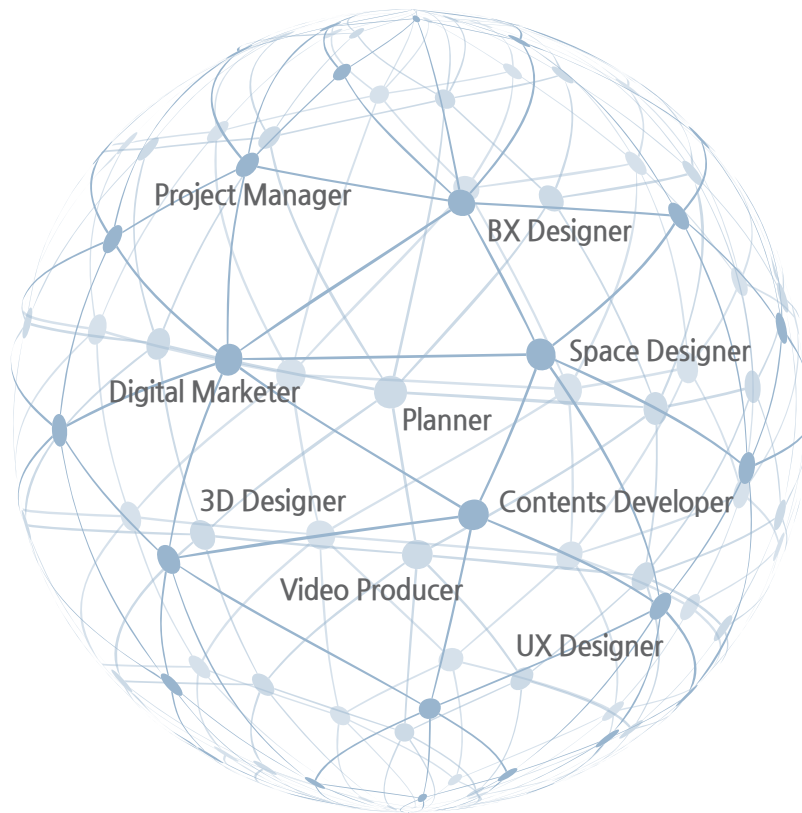 Project Manager
BX Designer
Space Designer
Digital Marketer
Planner
3D Designer
Contents Developer
Video Producer
UX Designer